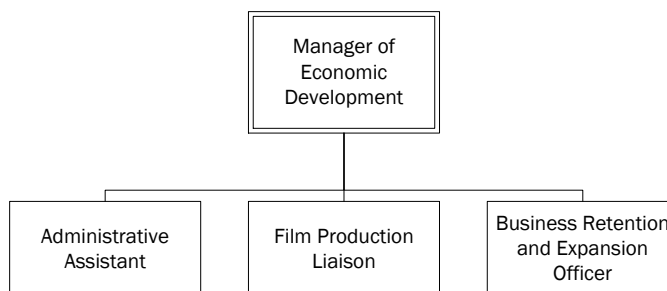 Manager of
Economic
Development
Administrative
Assistant
Film Production
Liaison
Business Retention
and Expansion
Officer